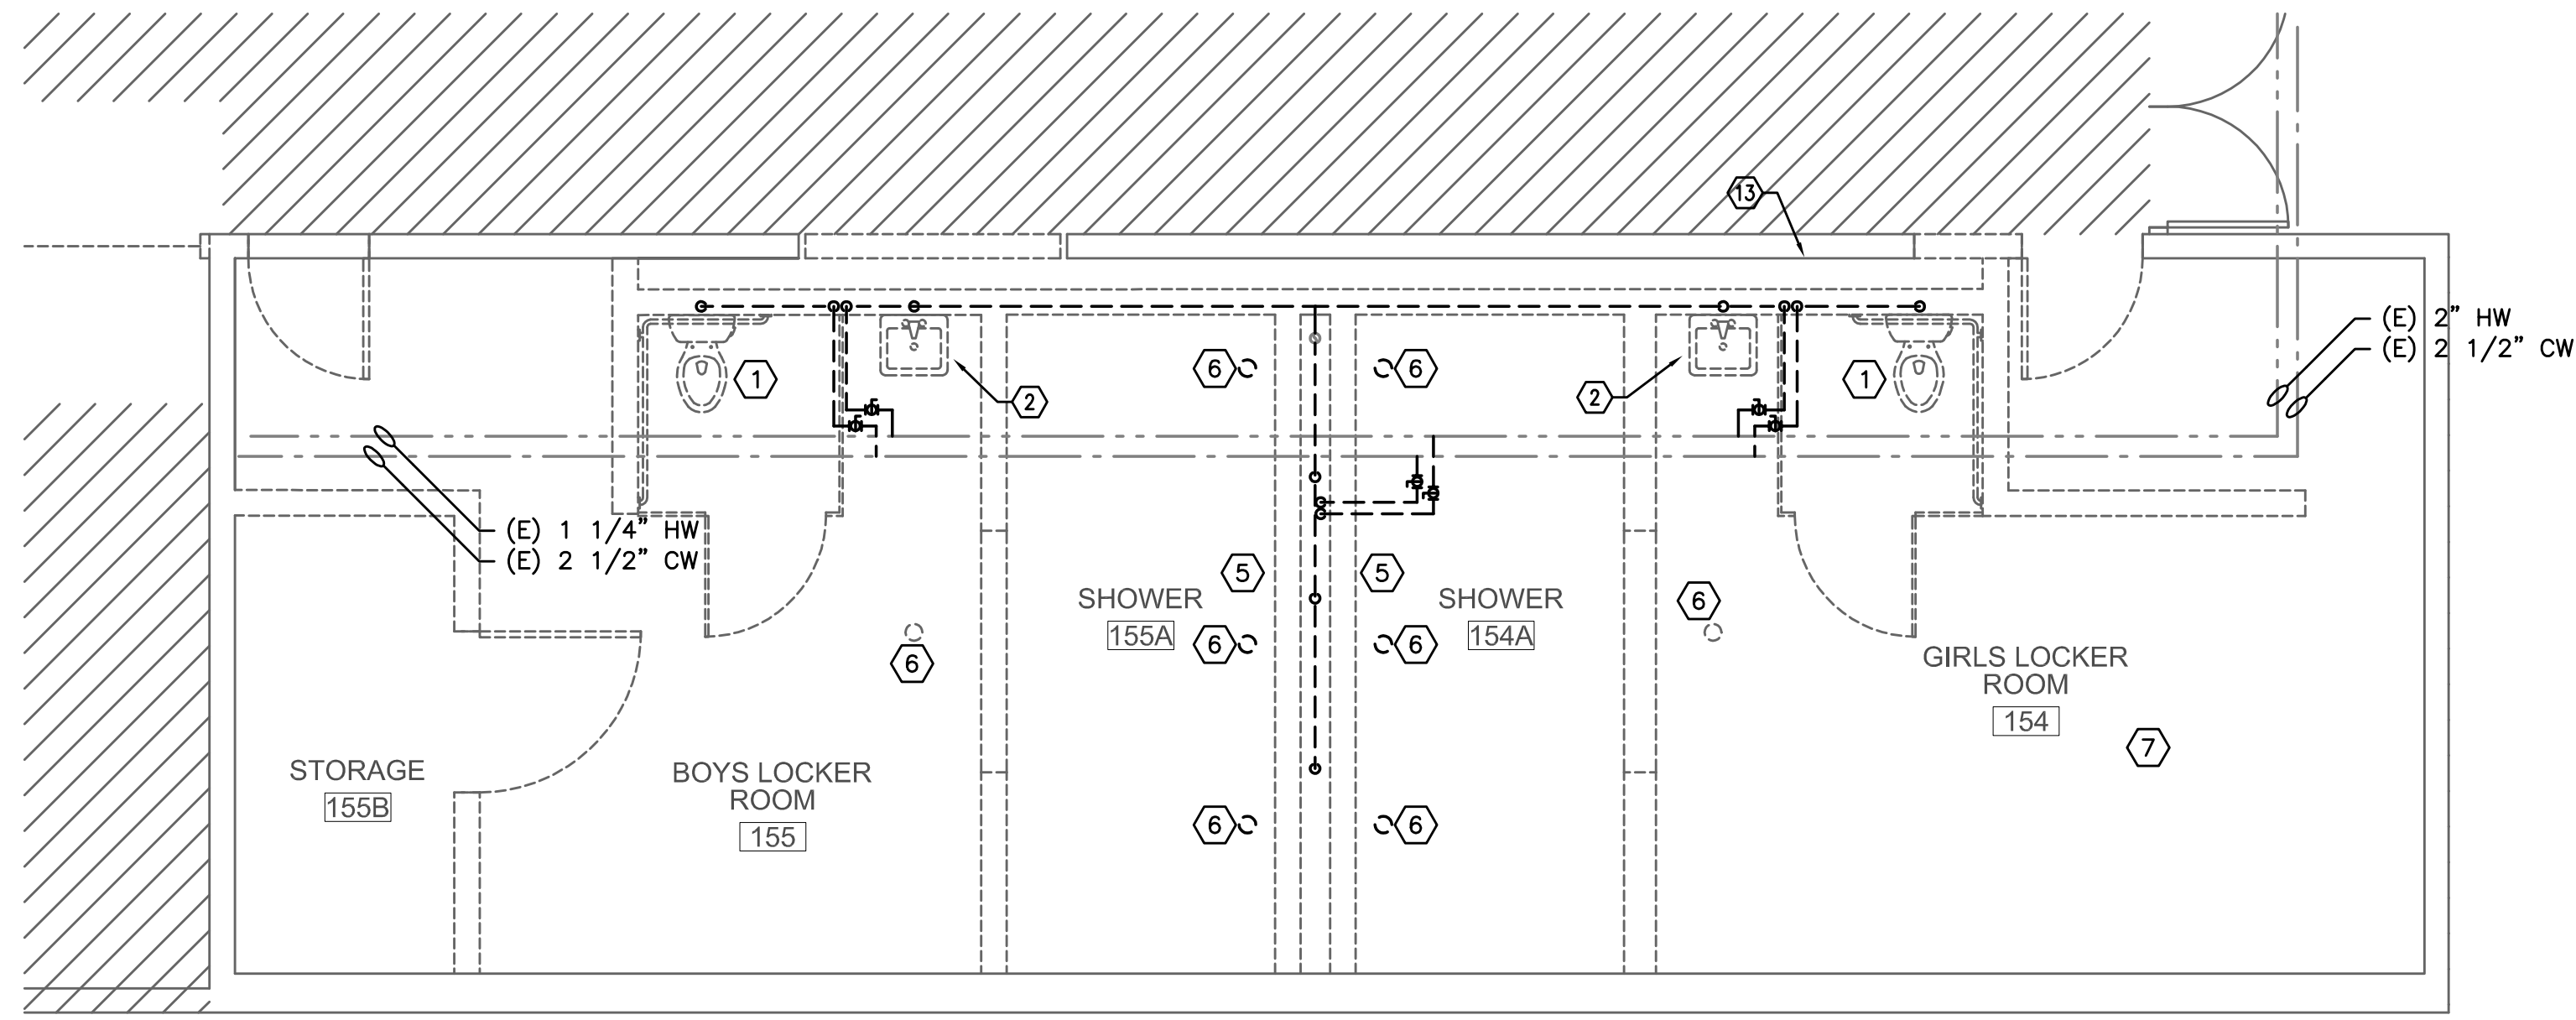 13
(E) 2” HW
(E) 2 1/2” CW
1
2
6
6
2
1
(E) 1 1/4” HW
(E) 2 1/2” CW
5
5
SHOWER
155A
SHOWER
154A
6
6
6
6
GIRLS LOCKER
ROOM
154
7
STORAGE
155B
BOYS LOCKER
ROOM
155
6
6